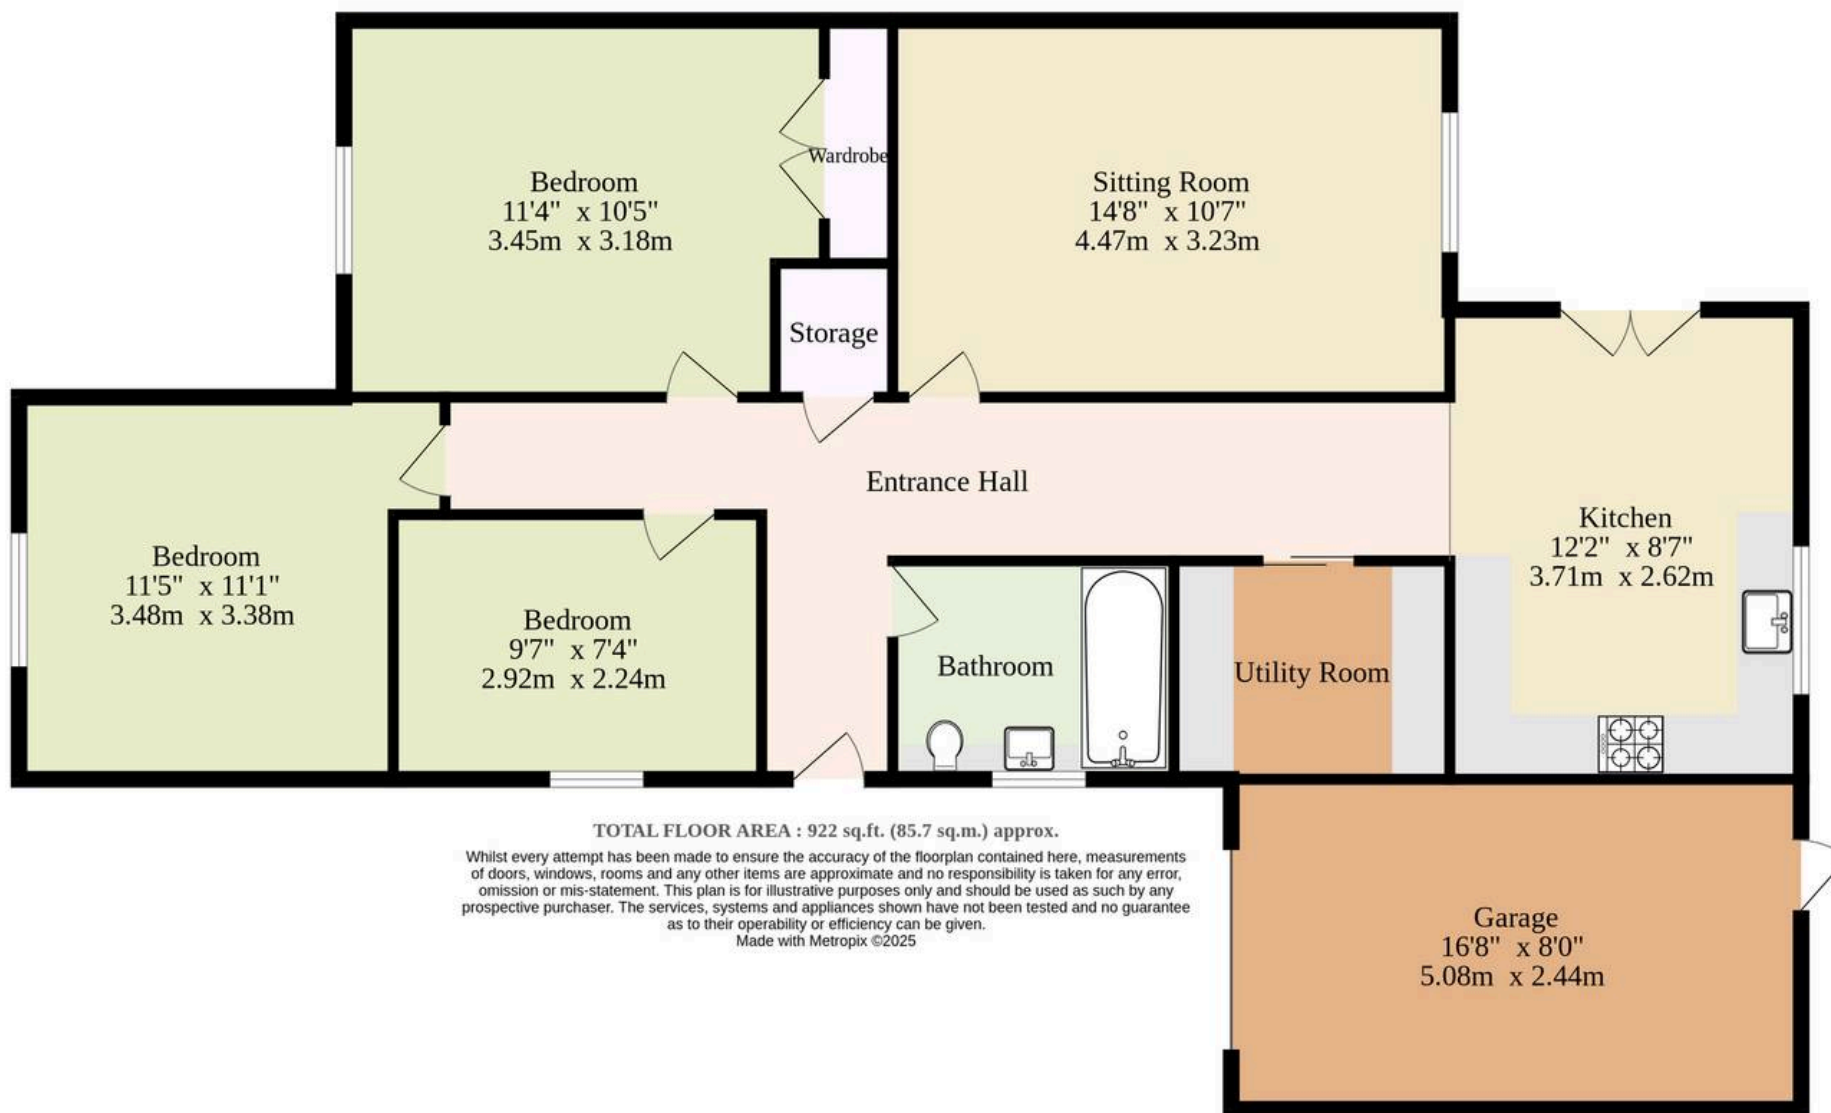 Bedroom
11'4" x 10'5"
3.45m x 3.18m
Wardrobe
Sitting Room
14'8" x 10'7"
4.47m x 3.23m
Storage
Entrance Hall
Kitchen
12'2" x 8'7"
3.71m x 2.62m
Bedroom
11'5" x 11'1"
3.48m x 3.38m
Bedroom
9'7" x 7'4"
2.92m x 2.24m
Bathroom
Utility Room
Garage
16'8" x 8'0"
5.08m x 2.44m
TOTAL FLOOR AREA : 922 sq.ft. (85.7 sq.m.) approx.
Whilst every attempt has been made to ensure the accuracy of the floorplan contained here, measurements
of doors, windows, rooms and any other items are approximate and no responsibility is taken for any error,
omission or mis-statement. This plan is for illustrative purposes only and should be used as such by any
prospective purchaser. The services, systems and appliances shown have not been tested and no guarantee
as to their operability or efficiency can be given.
Made with Metropix ©2025